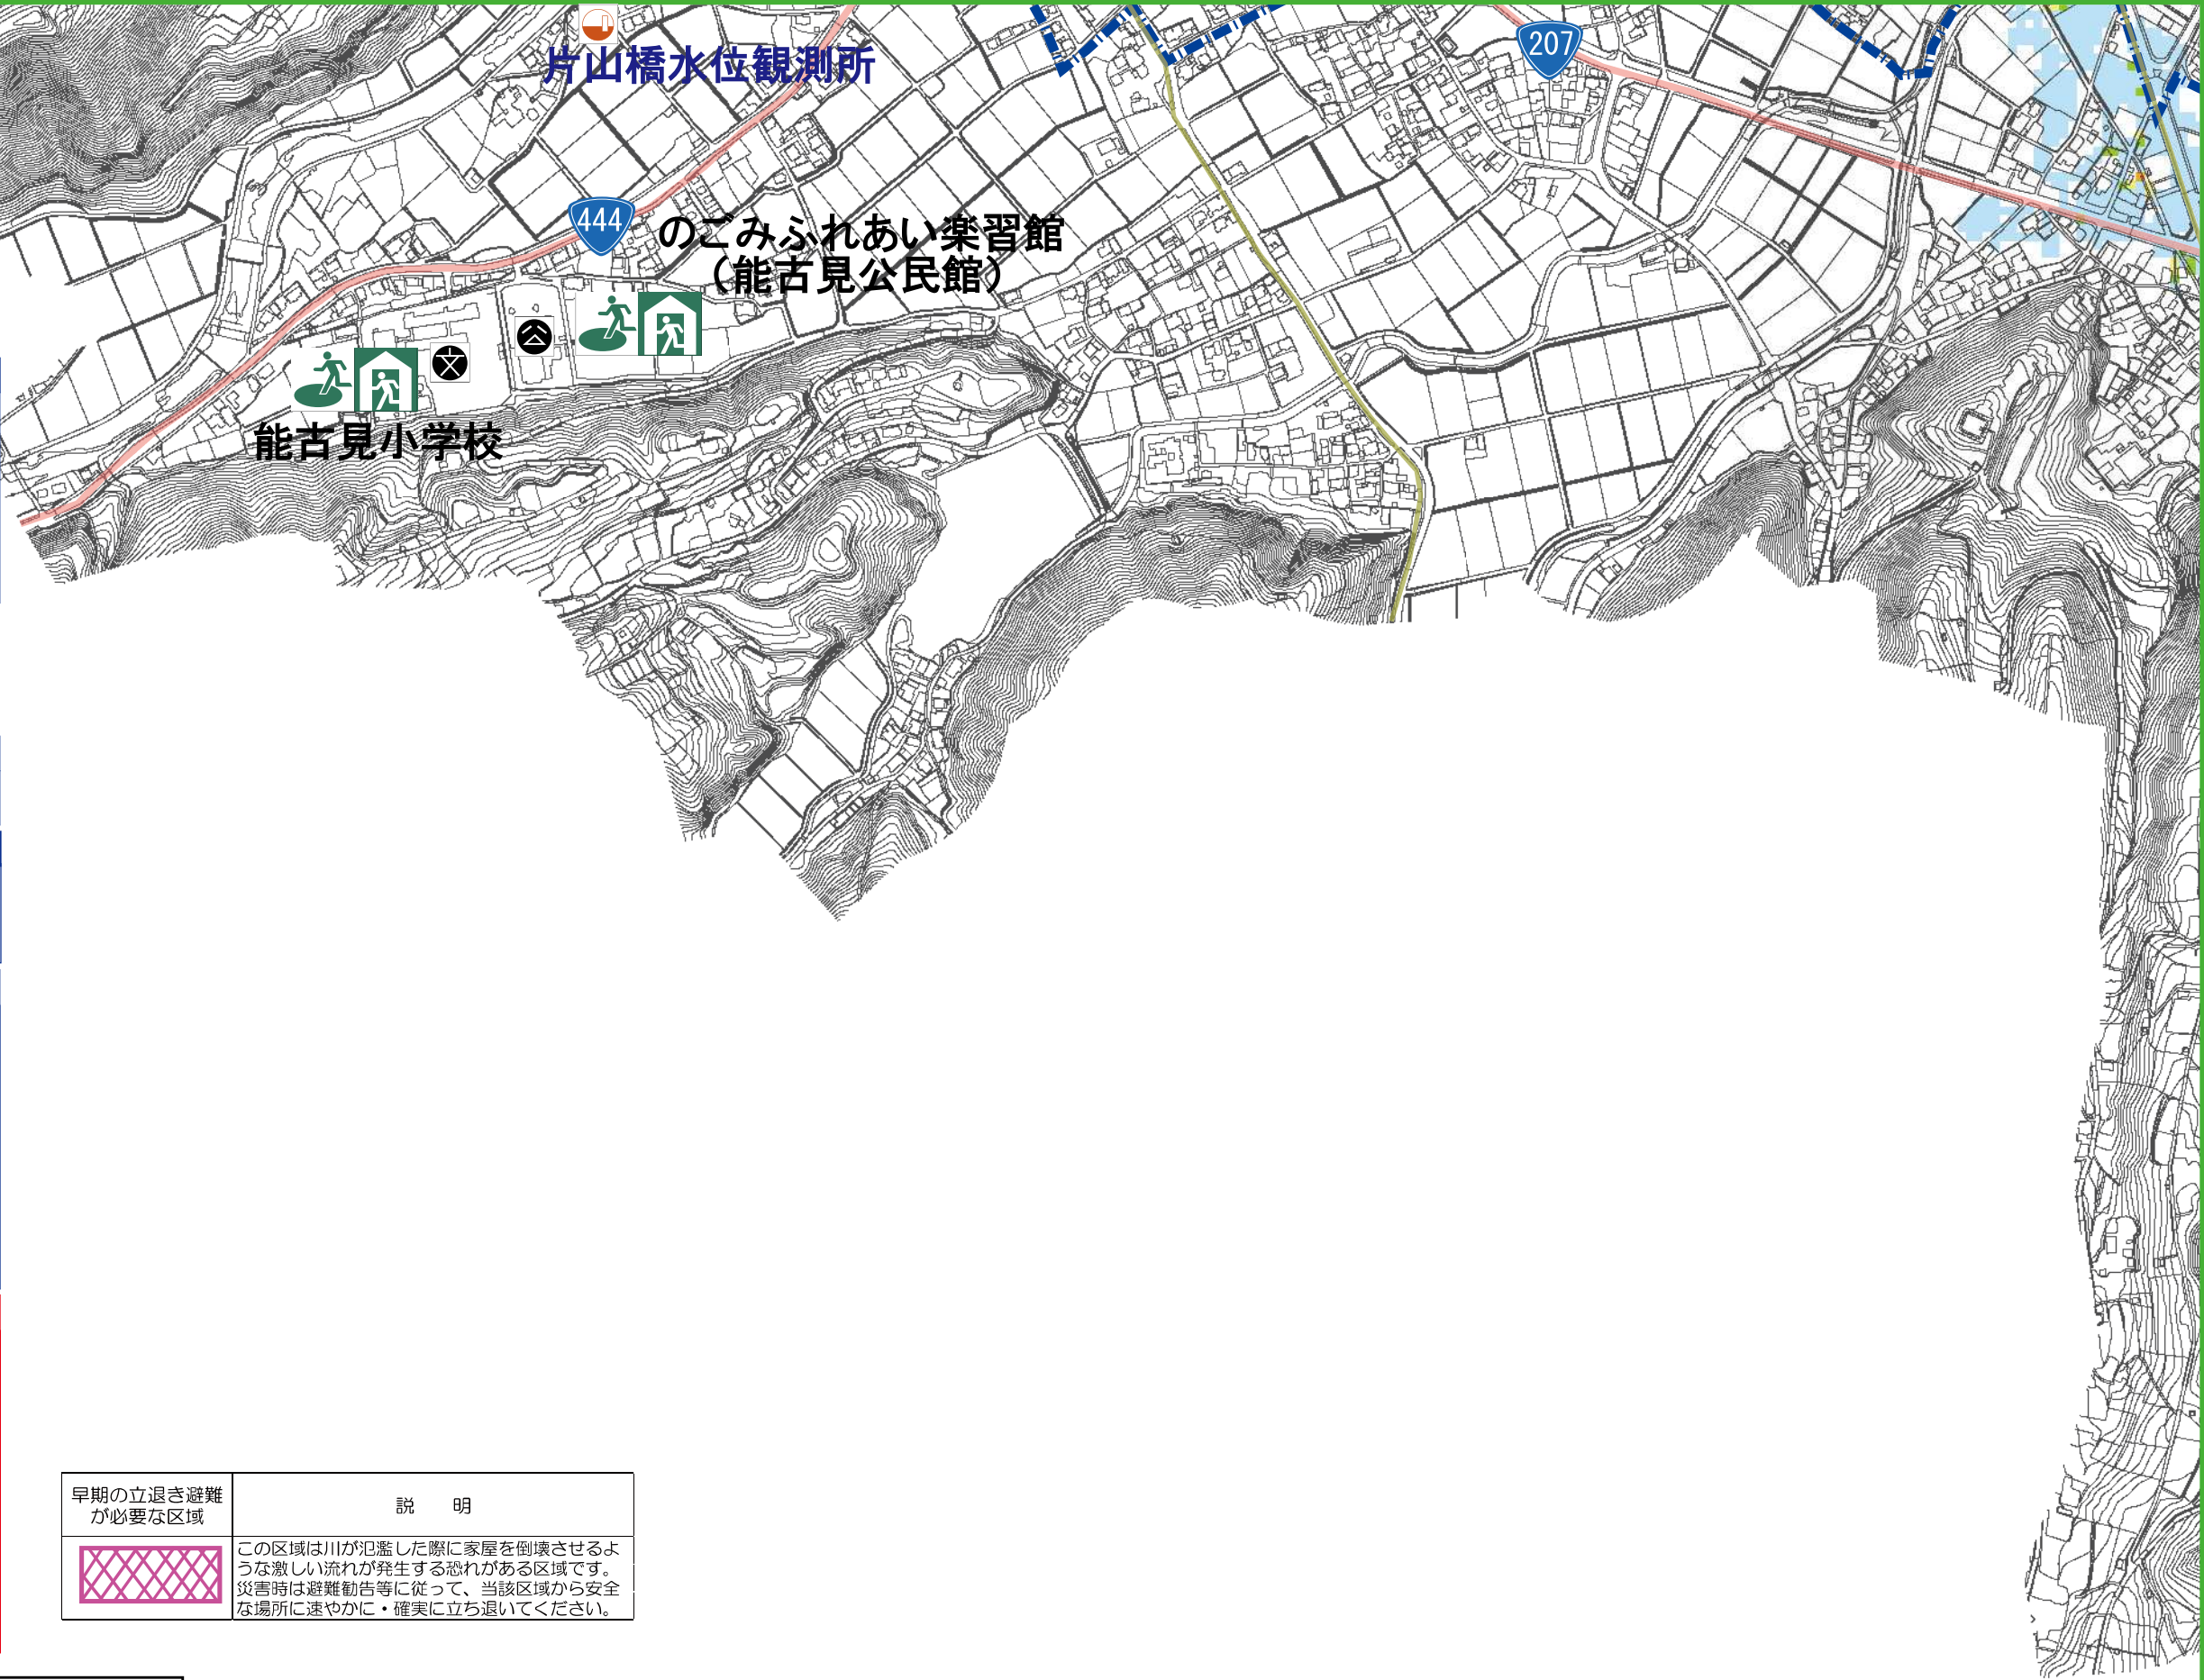 片山橋水位観測所
207
444
のごみふれあい楽習館
（能古見公民館）
文
能古見小学校
早期の立退き避難
が必要な区域
説　明
この区域は川が氾濫した際に家屋を倒壊させるよ
うな激しい流れが発生する恐れがある区域です。
災害時は避難勧告等に従って、当該区域から安全
な場所に速やかに・確実に立ち退いてください。